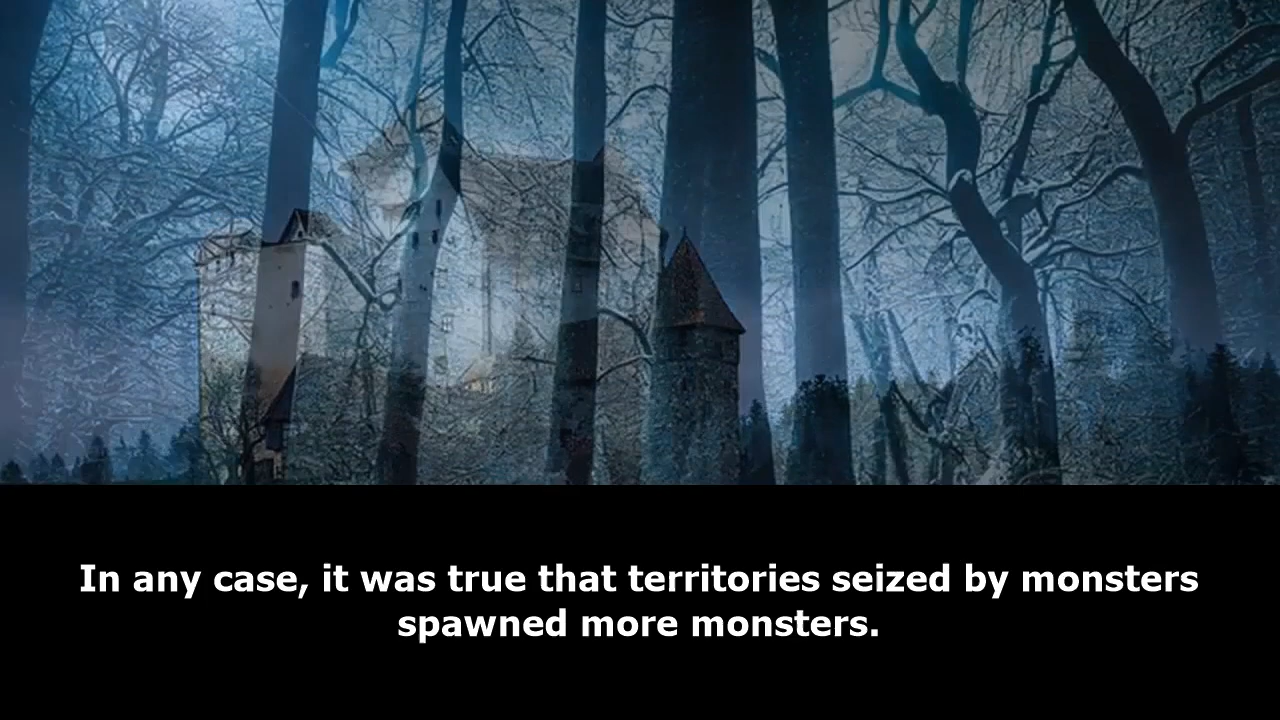 In any case, it was true that territories seized by monsters
spawned more monsters.